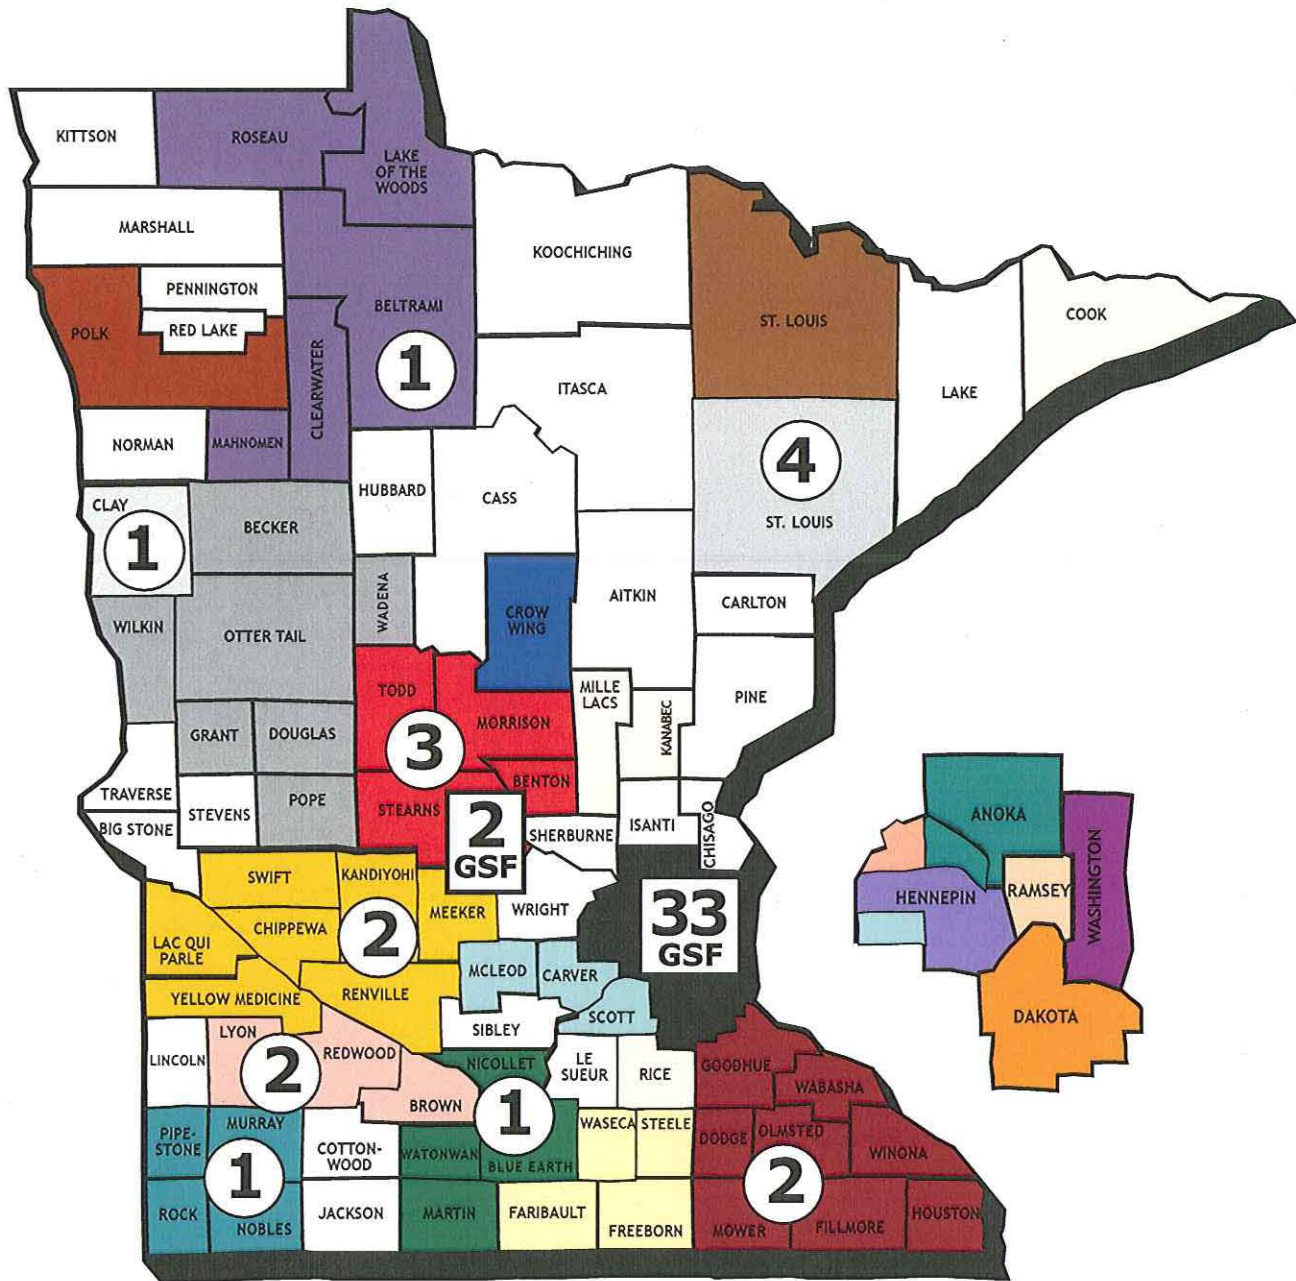 KITTSON
ROSEAU
LAKE
OF THE
WOODS
MARSHALL
KOOCHICHING
PENNINGTON
POLK
RED LAKE
BELTRAMI
1
ST. LOUIS
COOK
LAKE
ITASCA
CLEARWATER
NORMAN
MAHNOMEN
HUBBARD
CASS
4
ST. LOUIS
CLAY
1
BECKER
WADENA
CROW
WING
AITKIN
CARLTON
WILKIN
OTTER TAIL
TODD
MORRISON
3
MILLE
LACS
KANABEC
PINE
GRANT
DOUGLAS
BENTON
TRAVERSE
STEVENS
POPE
STEARNS
2
GSF
SHERBURNE
ISANTI
CHISAGO
BIG STONE
SWIFT
KANDIYOHI
MEEKER
WRIGHT
33
GSF
CHIPPEWA
2
LAC QUI
PARLE
MCLEOD
CARVER
YELLOW MEDICINE
RENVILLE
SCOTT
SIBLEY
LINCOLN
LYON
REDWOOD
2
NICOLLET
LE
SUEUR
RICE
GOODHUE
WABASHA
BROWN
1
PIPE-
STONE
MURRAY
COTTON-
WOOD
WATONWAN
BLUE EARTH
WASECA
STEELE
DODGE
OLMSTED
WINONA
1
2
ROCK
NOBLES
JACKSON
MARTIN
FARIBAULT
FREEBORN
MOWER
FILLMORE
HOUSTON
ANOKA
HENNEPIN
RAMSEY
WASHINGTON
DAKOTA